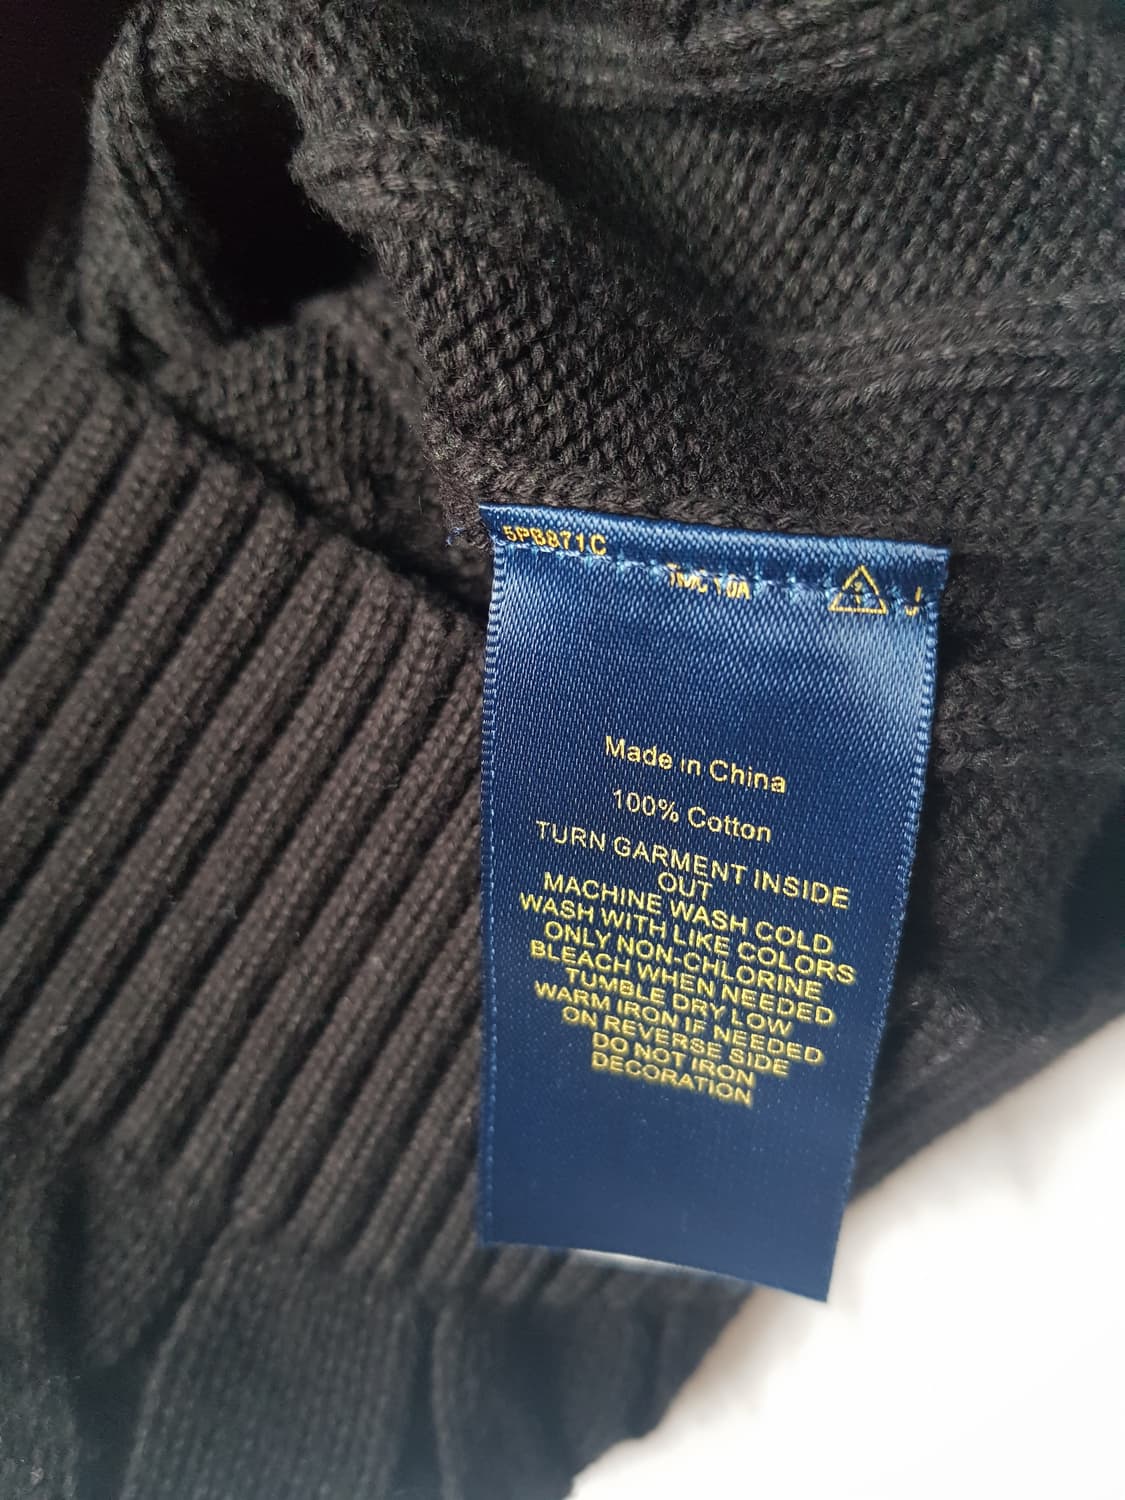 5PB871C
Made in China
100% Cotton
TURN GARMENT INSIDE
OUT
MACHINE WASH COLD
WASH WITH LIKE COLORS
ONLY NON-CHLORINE
BLEACH WHEN NEEDED
TUMBLE DRY LOW
WARM IRON IF NEEDED
ON REVERSE SIDE
DO NOT IRON
DECORATION